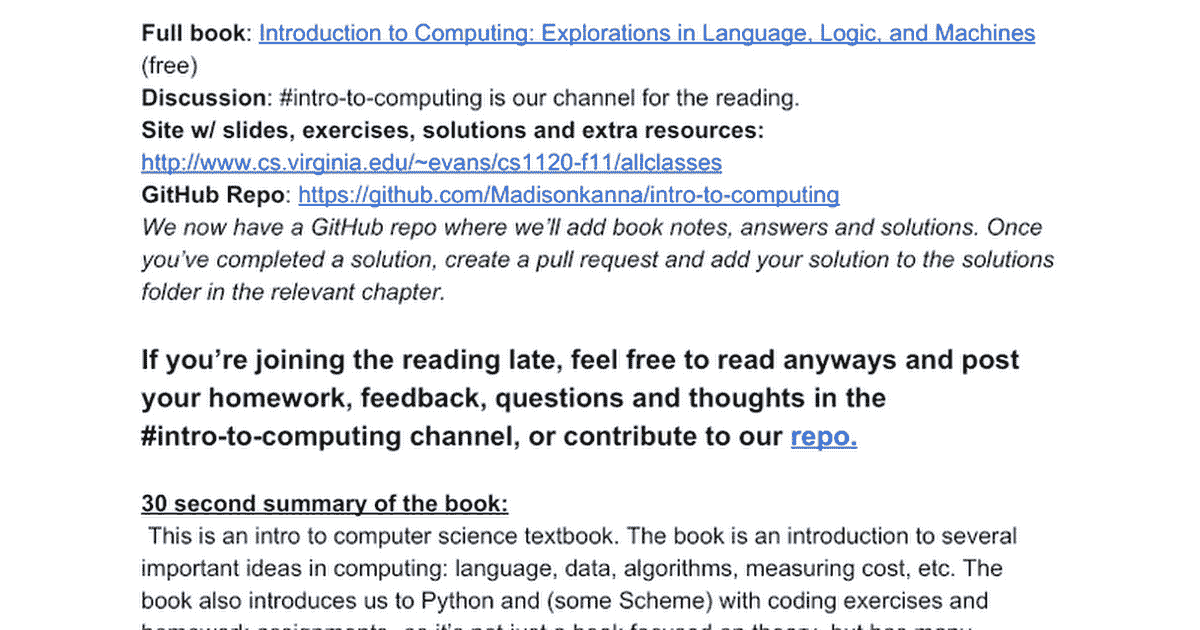 Full book: Introduction to Computing: Explorations in Language, Logic, and Machines
(free)
Discussion: #intro-to-computing is our channel for the reading.
Site w/ slides, exercises, solutions and extra resources:
http://www.cs.virginia.edu/~evans/cs1120-f11/allclasses
GitHub Repo: https://github.com/Madisonkanna/intro-to-computing
We now have a GitHub repo where we’ll add book notes, answers and solutions. Once
you’ve completed a solution, create a pull request and add your solution to the solutions
folder in the relevant chapter.
If you’re joining the reading late, feel free to read anyways and post
your homework, feedback, questions and thoughts in the
#intro-to-computing channel, or contribute to our repo.
30 second summary of the book:
This is an intro to computer science textbook. The book is an introduction to several
important ideas in computing: language, data, algorithms, measuring cost, etc. The
book also introduces us to Python and (some Scheme) with coding exercises and